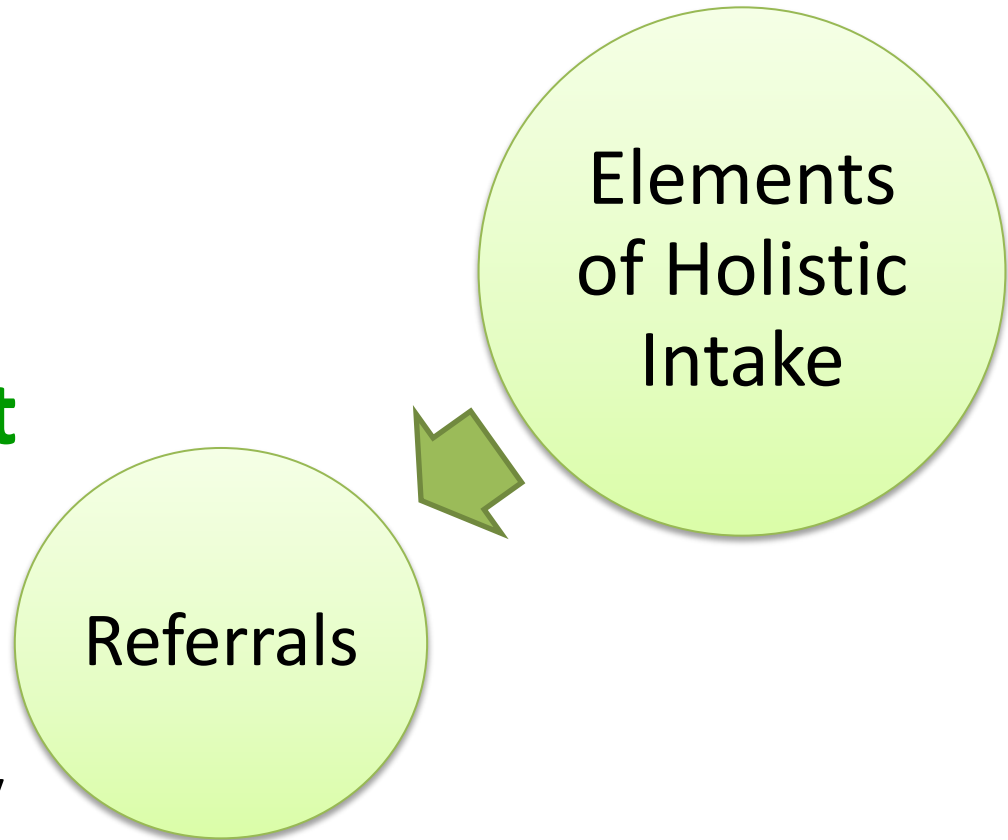 Elements
of Holistic
Intake
t
Referrals